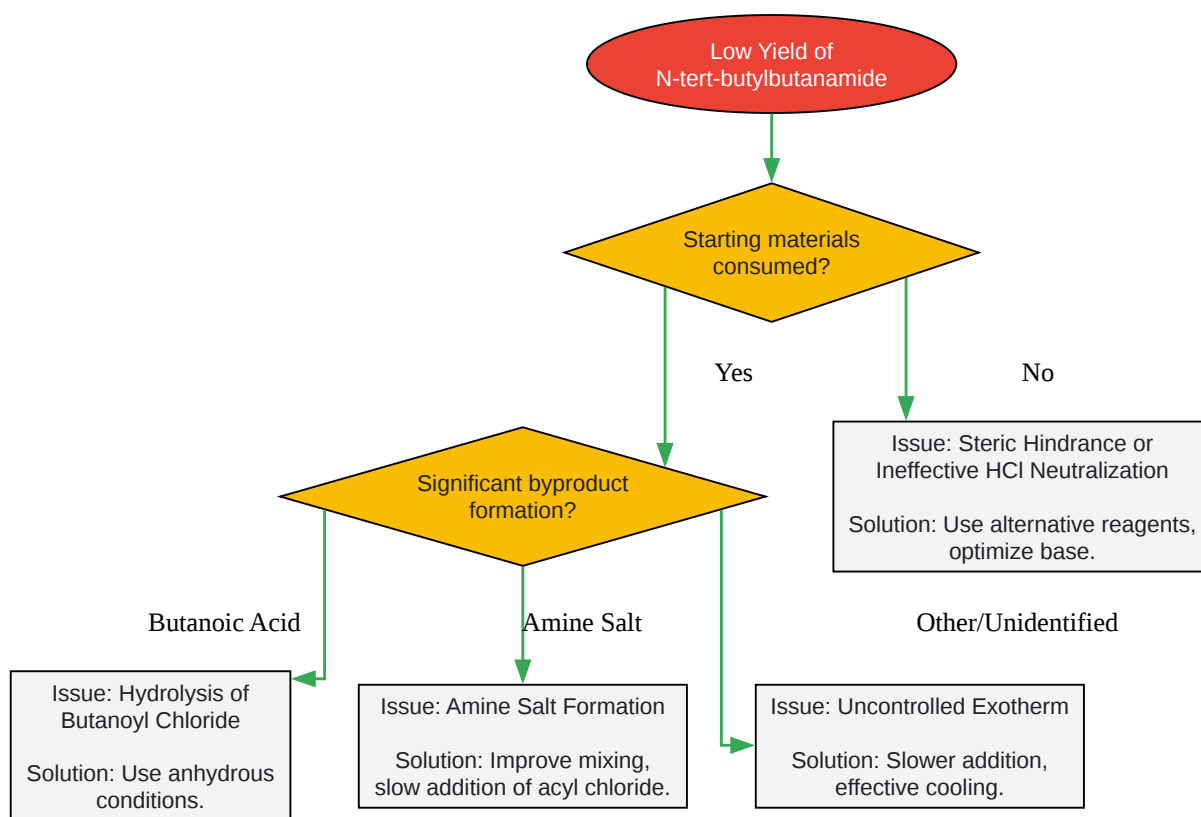 Low Yield of
N-tert-butylbutanamide
Starting materials
consumed?
Yes
No
Issue: Steric Hindrance or
Ineffective HCl Neutralization
Solution: Use alternative reagents,
optimize base.
Significant byproduct
formation?
Butanoic Acid
Amine Salt
Other/Unidentified
Issue: Hydrolysis of
Butanoyl Chloride
Solution: Use anhydrous
conditions.
Issue: Amine Salt Formation
Solution: Improve mixing,
slow addition of acyl chloride.
Issue: Uncontrolled Exotherm
Solution: Slower addition,
effective cooling.